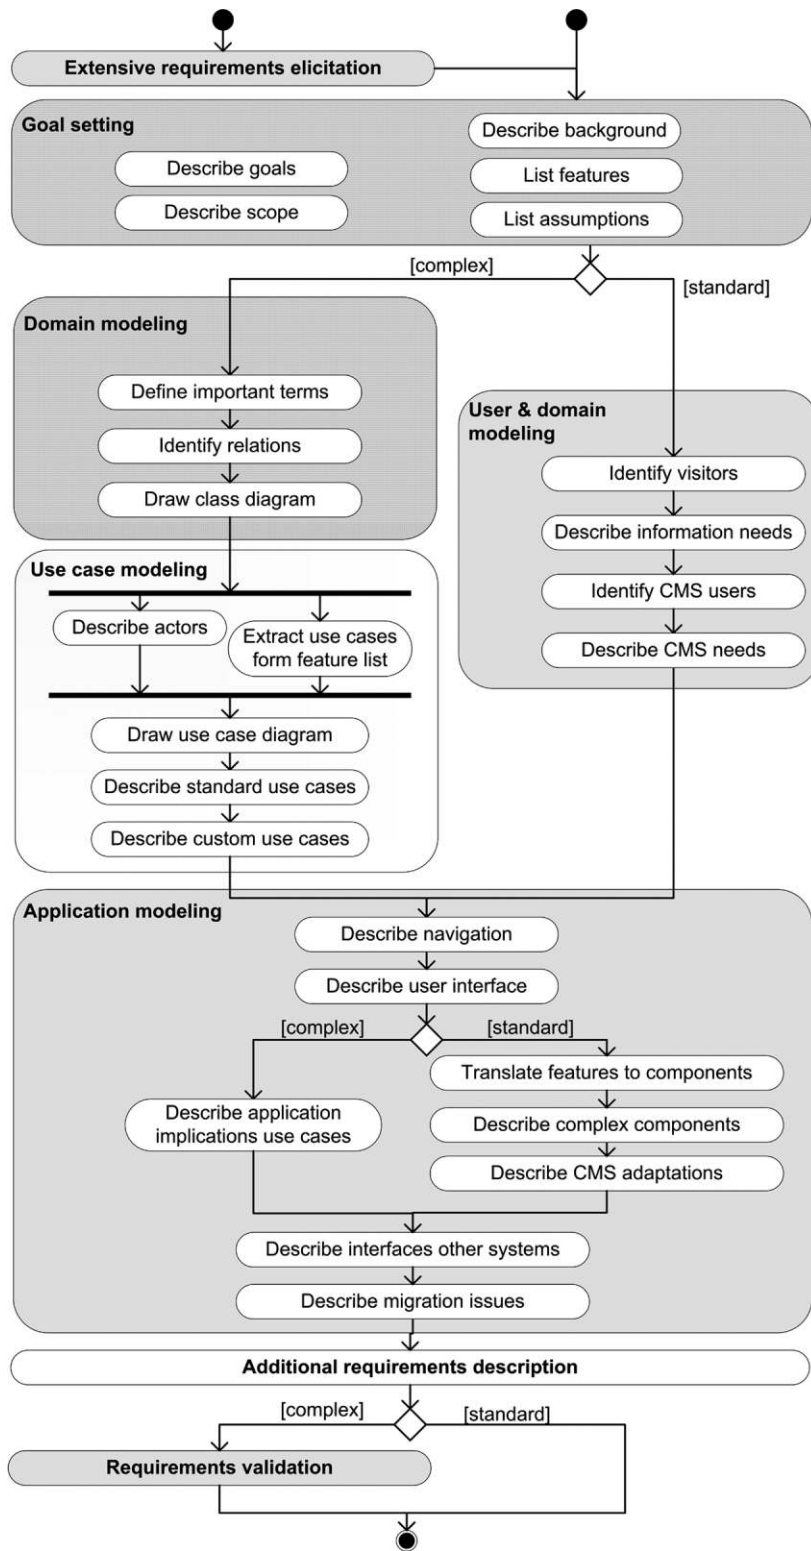 Extensive requirements elicitation
Goal setting
Describe background
Describe goals
List features
Describe scope
List assumptions
[complex]
[standard]
Domain modeling
Define important terms
Identify relations
Draw class diagram
User & domain
modeling
Identify visitors
Describe information needs
Identify CMS users
Describe CMS needs
Use case modeling
Describe actors
Extract use cases
form feature list
Draw use case diagram
Describe standard use cases
Describe custom use cases
Application modeling
Describe navigation
Describe user interface
[complex]
[standard]
Describe application
implications use cases
Translate features to components
Describe complex components
Describe CMS adaptations
Describe interfaces other systems
Describe migration issues
Additional requirements description
[complex]
[standard]
Requirements validation